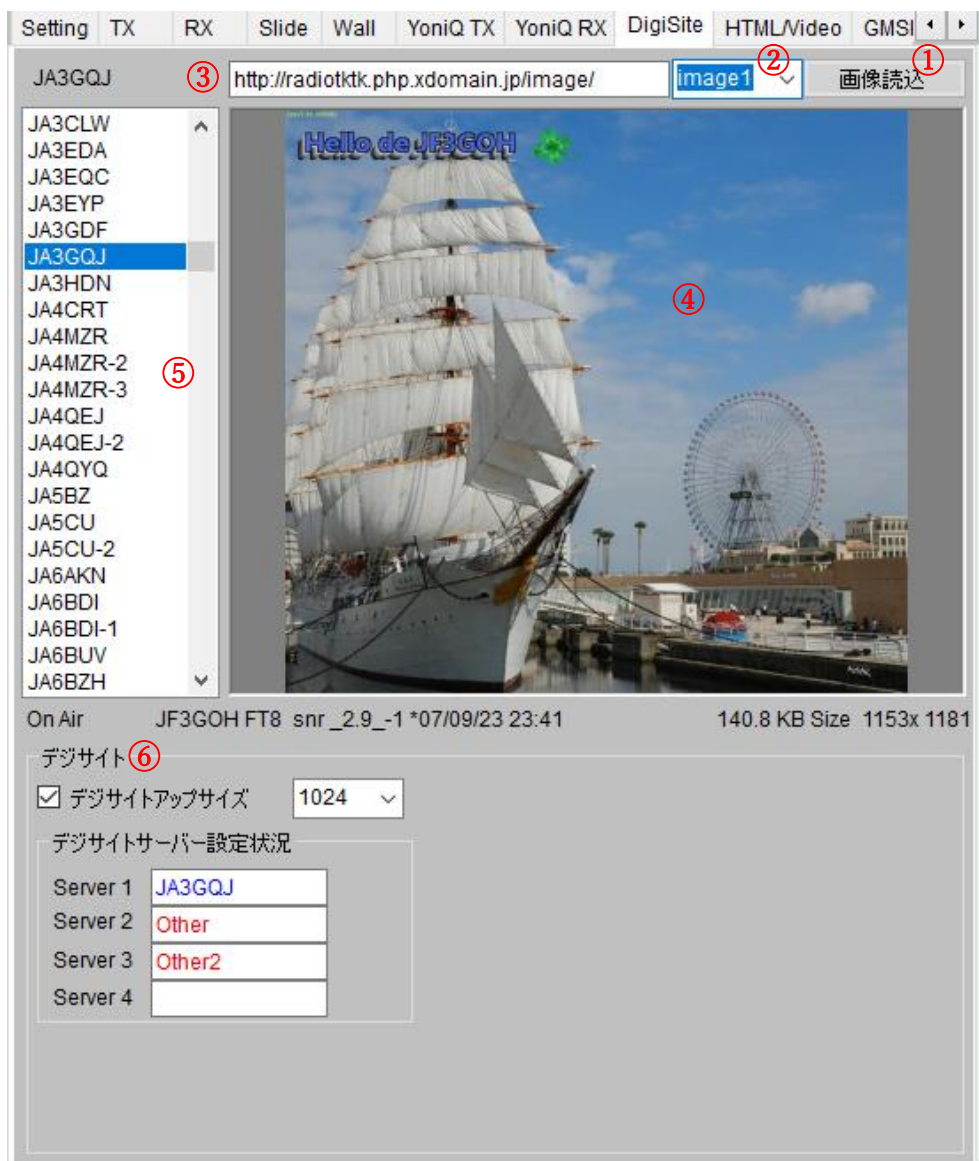 Setting TX RX Slide Wall YoniQ TX YoniQ RX DigiSite HTML/Video GMSI
JA3GQJ ③ http://radiotktk.php.xdomain.jp/image/ image1 ② 画像読込 ①
JA3CLW
JA3EDA
JA3EQC
JA3EYP
JA3GDF
JA3GQJ
JA3HDN
JA4CRT
JA4MZR
JA4MZR-2
JA4MZR-3
JA4QEJ
JA4QEJ-2
JA4QYQ
JA5BZ
JA5CU
JA5CU-2
JA6AKN
JA6BDI
JA6BDI-1
JA6BUV
JA6BZH
⑤
Hello de JF3GOH
④
On Air JF3GOH FT8 snr _2.9_-1 *07/09/23 23:41 140.8 KB Size 1153x 1181
デジサイト ⑥
デジサイトアップサイズ 1024
デジサイトサーバー設定状況
Server 1 JA3GQJ
Server 2 Other
Server 3 Other2
Server 4